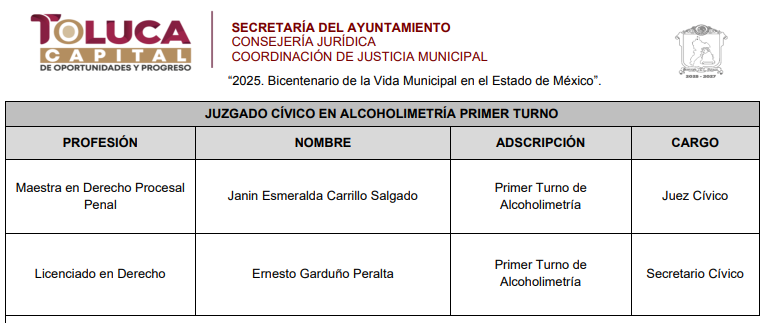 TOLUCA
CAPITAL
DE OPORTUNIDADES Y PROGRESO
SECRETARÍA DEL AYUNTAMIENTO
CONSEJERÍA JURÍDICA
COORDINACIÓN DE JUSTICIA MUNICIPAL
“2025. Bicentenario de la Vida Municipal en el Estado de México”.
JUZGADO CÍVICO EN ALCOHOLIMETRÍA PRIMER TURNO
PROFESIÓN NOMBRE ADSCRIPCIÓN CARGO
Maestra en Derecho Procesal
Penal
Janin Esmeralda Carrillo Salgado
Primer Turno de
Alcoholimetría
Juez Cívico
Licenciado en Derecho
Ernesto Garduño Peralta
Primer Turno de
Alcoholimetría
Secretario Cívico